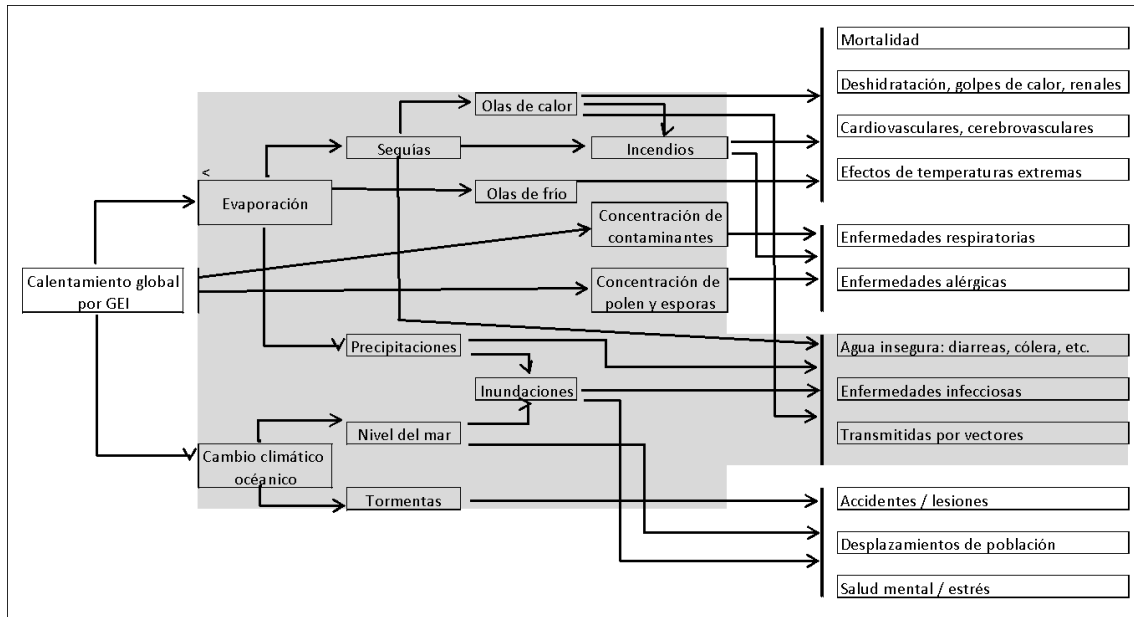 Mortalidad
Deshidratación, golpes de calor, renales
Olas de calor
Cardiovasculares, cerebrovasculares
Sequías
Incendios
Efectos de temperaturas extremas
<
Evaporación
Olas de frío
Concentración de
contaminantes
Enfermedades respiratorias
Calentamiento global
por GEI
Concentración de
polen y esporas
Enfermedades alérgicas
Precipitaciones
Agua insegura: diarreas, cólera, etc.
Inundaciones
Enfermedades infecciosas
Nivel del mar
Transmitidas por vectores
Cambio climático
océanico
Tormentas
Accidentes / lesiones
Desplazamientos de población
Salud mental / estrés